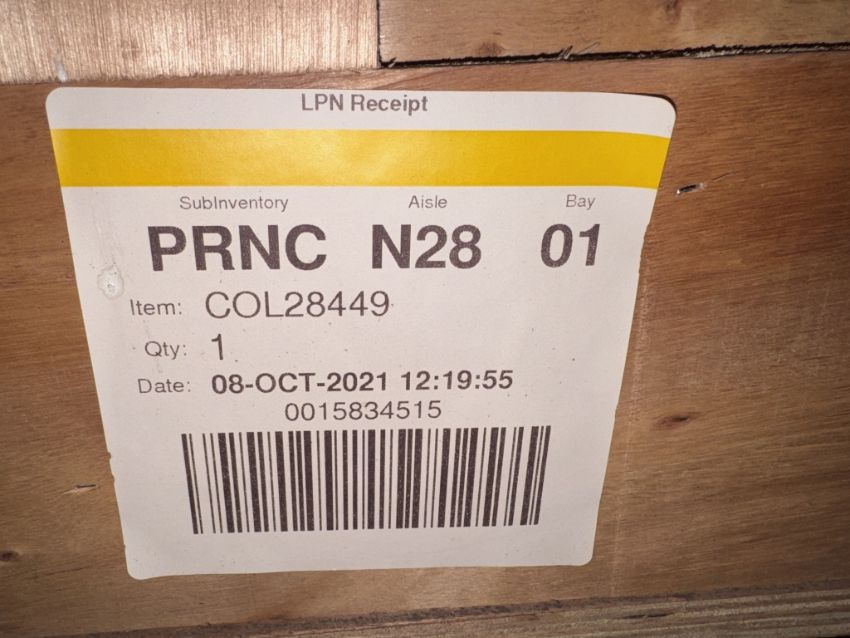 LPN Receipt
SubInventory Aisle Bay
PRNC N28 01
Item: COL28449
Qty: 1
Date: 08-OCT-2021 12:19:55
0015834515